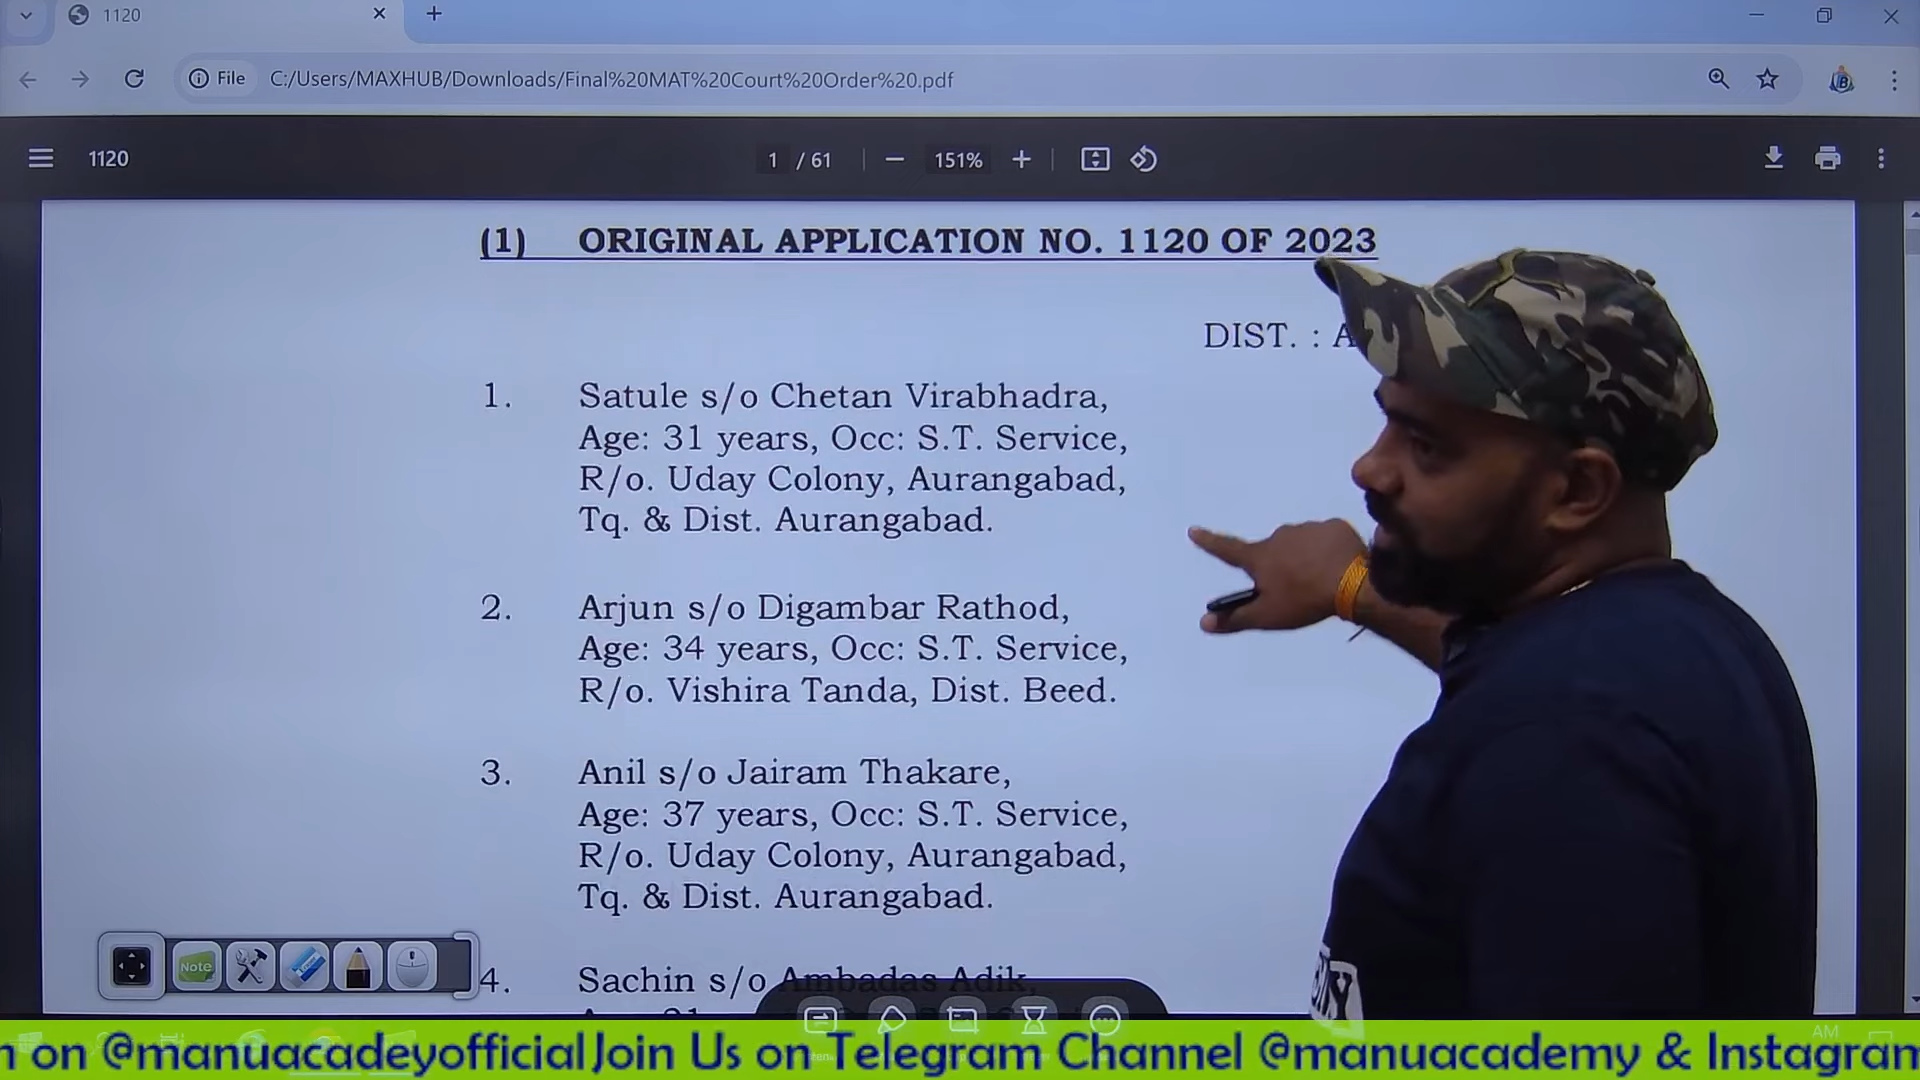 1120
File
C:/Users/MAXHUB/Downloads/Final%20MAT%20Court%20Order%20.pdf
1120
1 / 61
151%
(1) ORIGINAL APPLICATION NO. 1120 OF 2023
DIST. : A
1. Satule s/o Chetan Virabhadra,
Age: 31 years, Occ: S.T. Service,
R/o. Uday Colony, Aurangabad,
Tq. & Dist. Aurangabad.
2. Arjun s/o Digambar Rathod,
Age: 34 years, Occ: S.T. Service,
R/o. Vishira Tanda, Dist. Beed.
3. Anil s/o Jairam Thakare,
Age: 37 years, Occ: S.T. Service,
R/o. Uday Colony, Aurangabad,
Tq. & Dist. Aurangabad.
4. Sachin s/o Ambadas Adik,
Note
AM
n on @manuacadeyofficial Join Us on Telegram Channel @manuacademy & Instagram